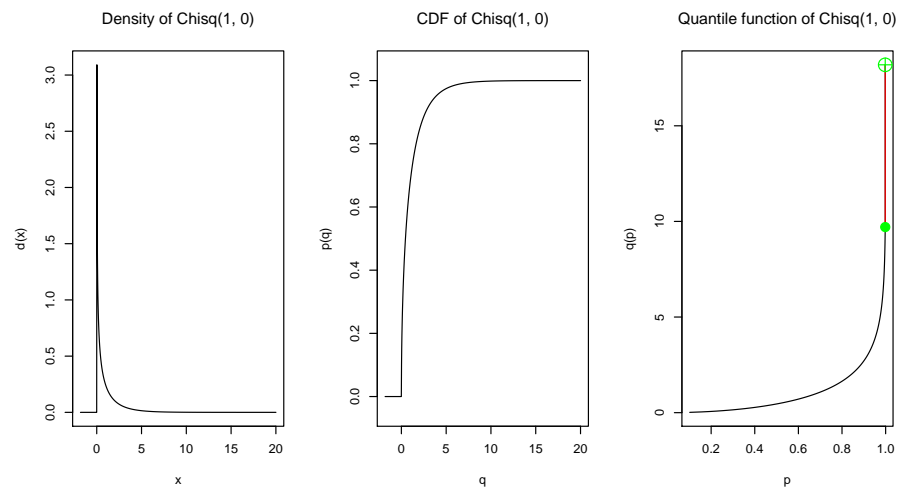 Density of Chisq(1, 0)
d(x)
3.0
2.5
2.0
1.5
1.0
0.5
0.0
0 5 10 15 20
x
CDF of Chisq(1, 0)
p(q)
1.0
0.8
0.6
0.4
0.2
0.0
0 5 10 15 20
q
Quantile function of Chisq(1, 0)
q(p)
15
10
5
0
0.2 0.4 0.6 0.8 1.0
p